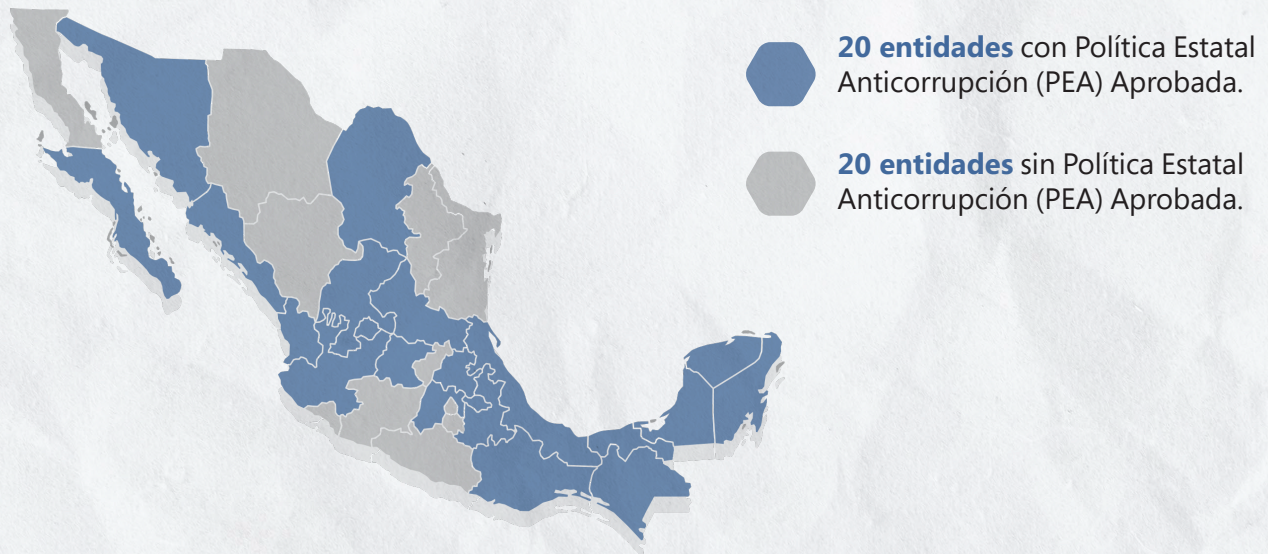 20 entidades con Política Estatal
Anticorrupción (PEA) Aprobada.
20 entidades sin Política Estatal
Anticorrupción (PEA) Aprobada.